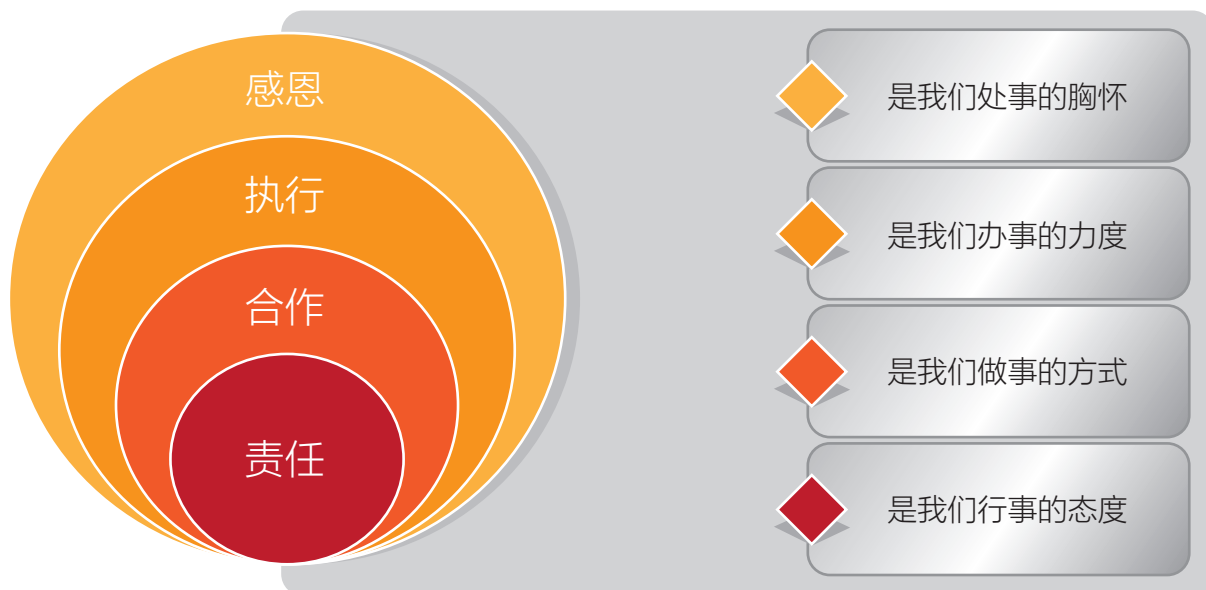 感恩
执行
合作
责任
是我们处事的胸怀
是我们办事的力度
是我们做事的方式
是我们行事的态度